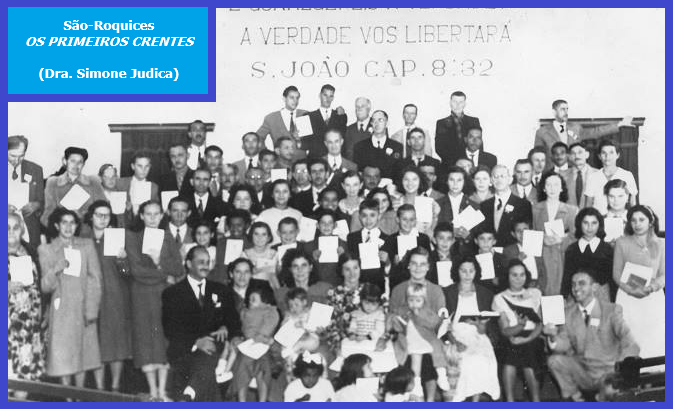 São-Roquices
OS PRIMEIROS CRENTES
(Dra. Simone Judica)
A VERDADE VOS LIBERTARÁ
S. JOÃO CAP. 8:32